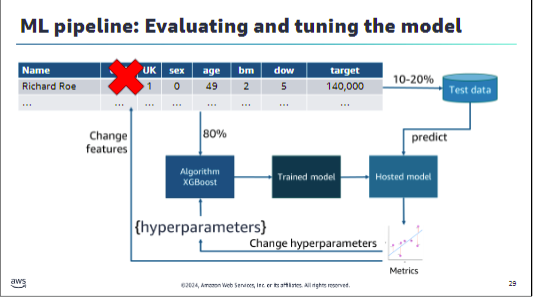 ML pipeline: Evaluating and tuning the model
Name UK sex age bm dow target
Richard Roe 1 0 49 2 5 140,000
... ... ... ... ... ... ... ...
10-20%
Test data
Change
features
80%
predict
Algorithm
XGBoost
Trained model
Hosted model
{hyperparameters}
Change hyperparameters
Metrics
aws
©2024, Amazon Web Services, Inc. or its affiliates. All rights reserved.
29